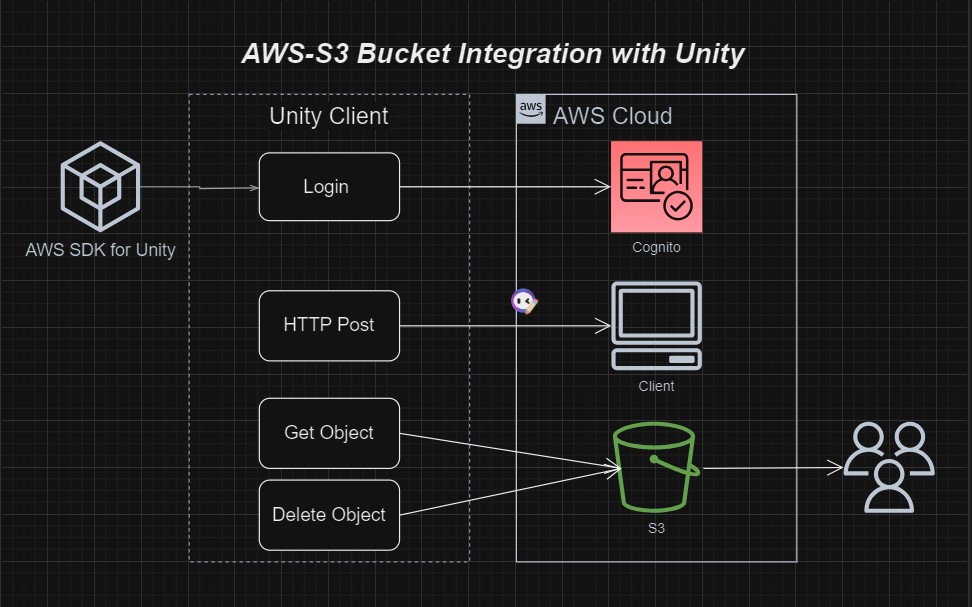 AWS-S3 Bucket Integration with Unity
Unity Client
aws
AWS Cloud
Login
AWS SDK for Unity
Cognito
HTTP Post
Client
Get Object
Delete Object
S3